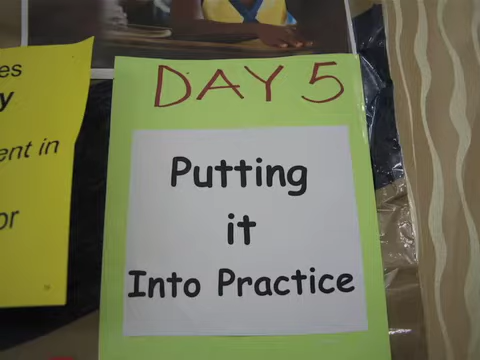 DAY 5
Putting
it
Into Practice
es
y
ent in
or